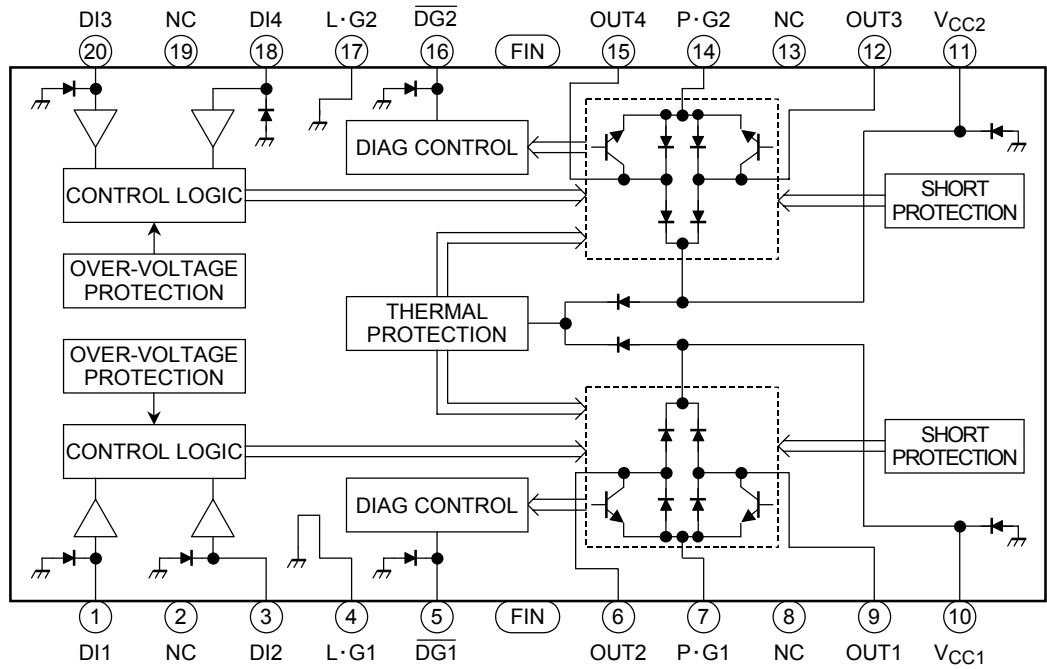 DI3 NC DI4 L·G2 DG2 OUT4 P·G2 NC OUT3 VCC2
20 19 18 17 16 FIN 15 14 13 12 11
DIAG CONTROL
CONTROL LOGIC
SHORT
PROTECTION
OVER-VOLTAGE
PROTECTION
THERMAL
PROTECTION
OVER-VOLTAGE
PROTECTION
CONTROL LOGIC
SHORT
PROTECTION
DIAG CONTROL
1 2 3 4 5 FIN 6 7 8 9 10
DI1 NC DI2 L·G1 DG1 OUT2 P·G1 NC OUT1 VCC1